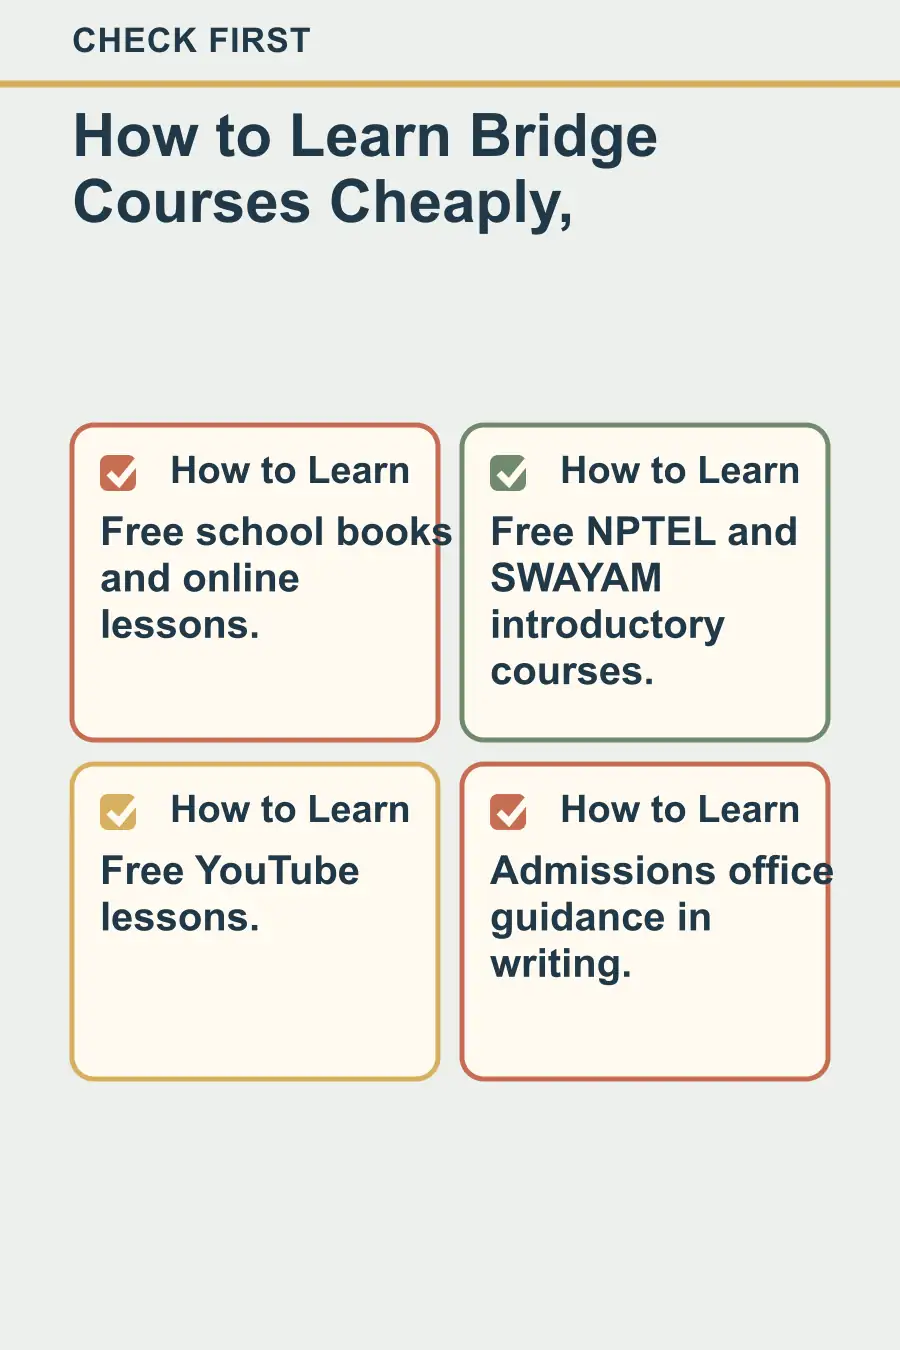 CHECK FIRST
How to Learn Bridge
Courses Cheaply,
How to Learn
Free school books
and online
lessons.
How to Learn
Free NPTEL and
SWAYAM
introductory
courses.
How to Learn
Free YouTube
lessons.
How to Learn
Admissions office
guidance in
writing.